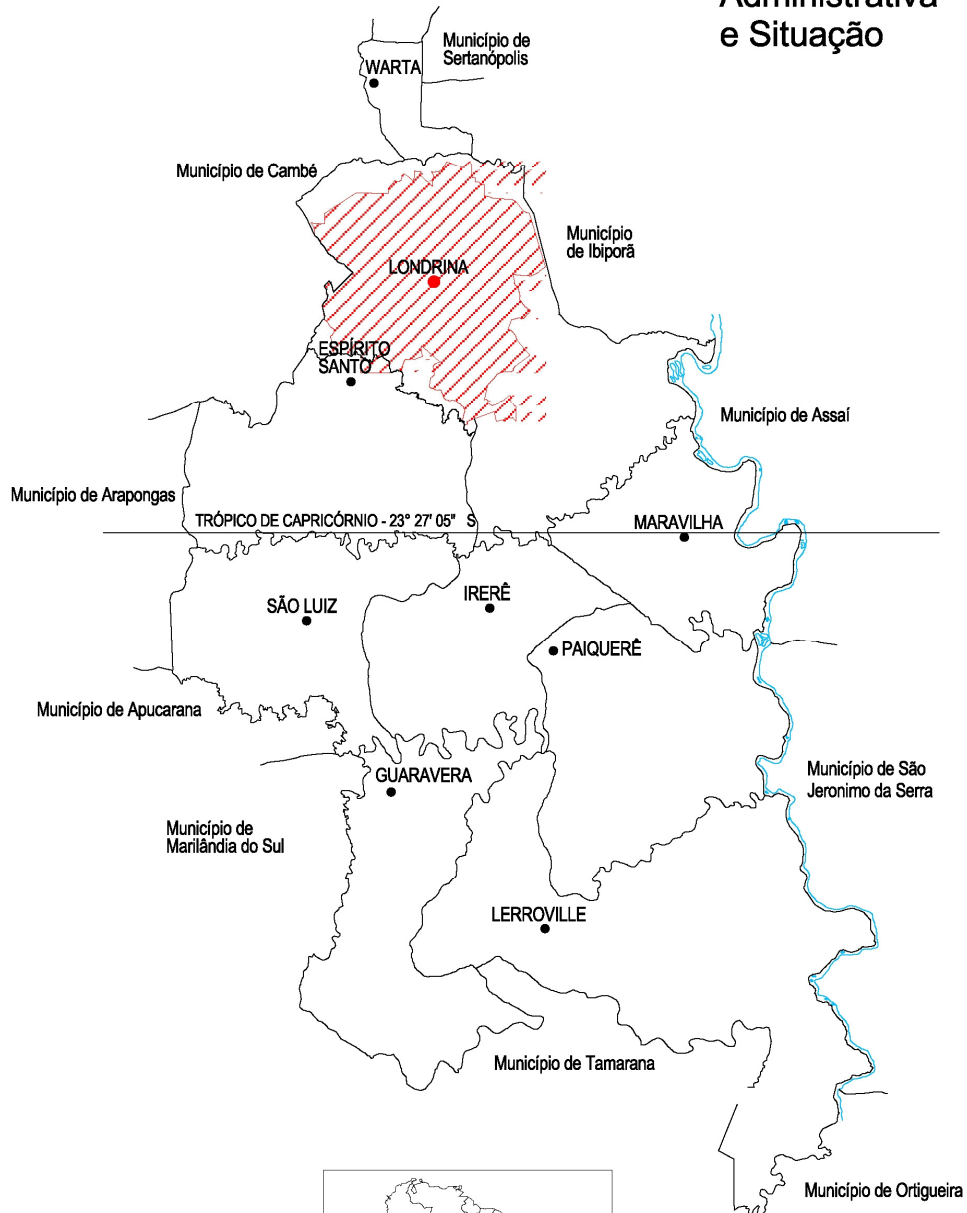 Administrativa
e Situação
Município de
Sertanópolis
WARTA
Município de Cambé
Município
de Ibiporã
LONDRINA
ESPÍRITO
SANTO
Município de Assaí
Município de Arapongas
TRÓPICO DE CAPRICÓRNIO - 23° 27' 05" S
MARAVILHA
IRERÊ
SÃO LUIZ
PAIQUERÊ
Município de Apucarana
GUARAVERA
Município de São
Jeronimo da Serra
Município de
Marilândia do Sul
LERROVILLE
Município de Tamarana
Município de Ortigueira